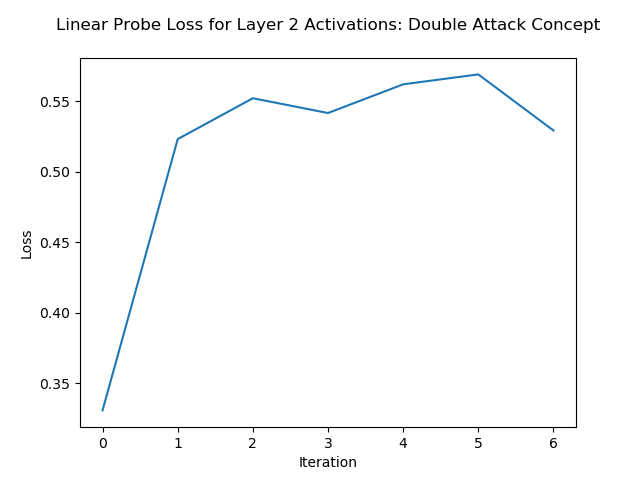 Linear Probe Loss for Layer 2 Activations: Double Attack Concept
0.55
0.50
0.45
0.40
0.35
Loss
0 1 2 3 4 5 6
Iteration